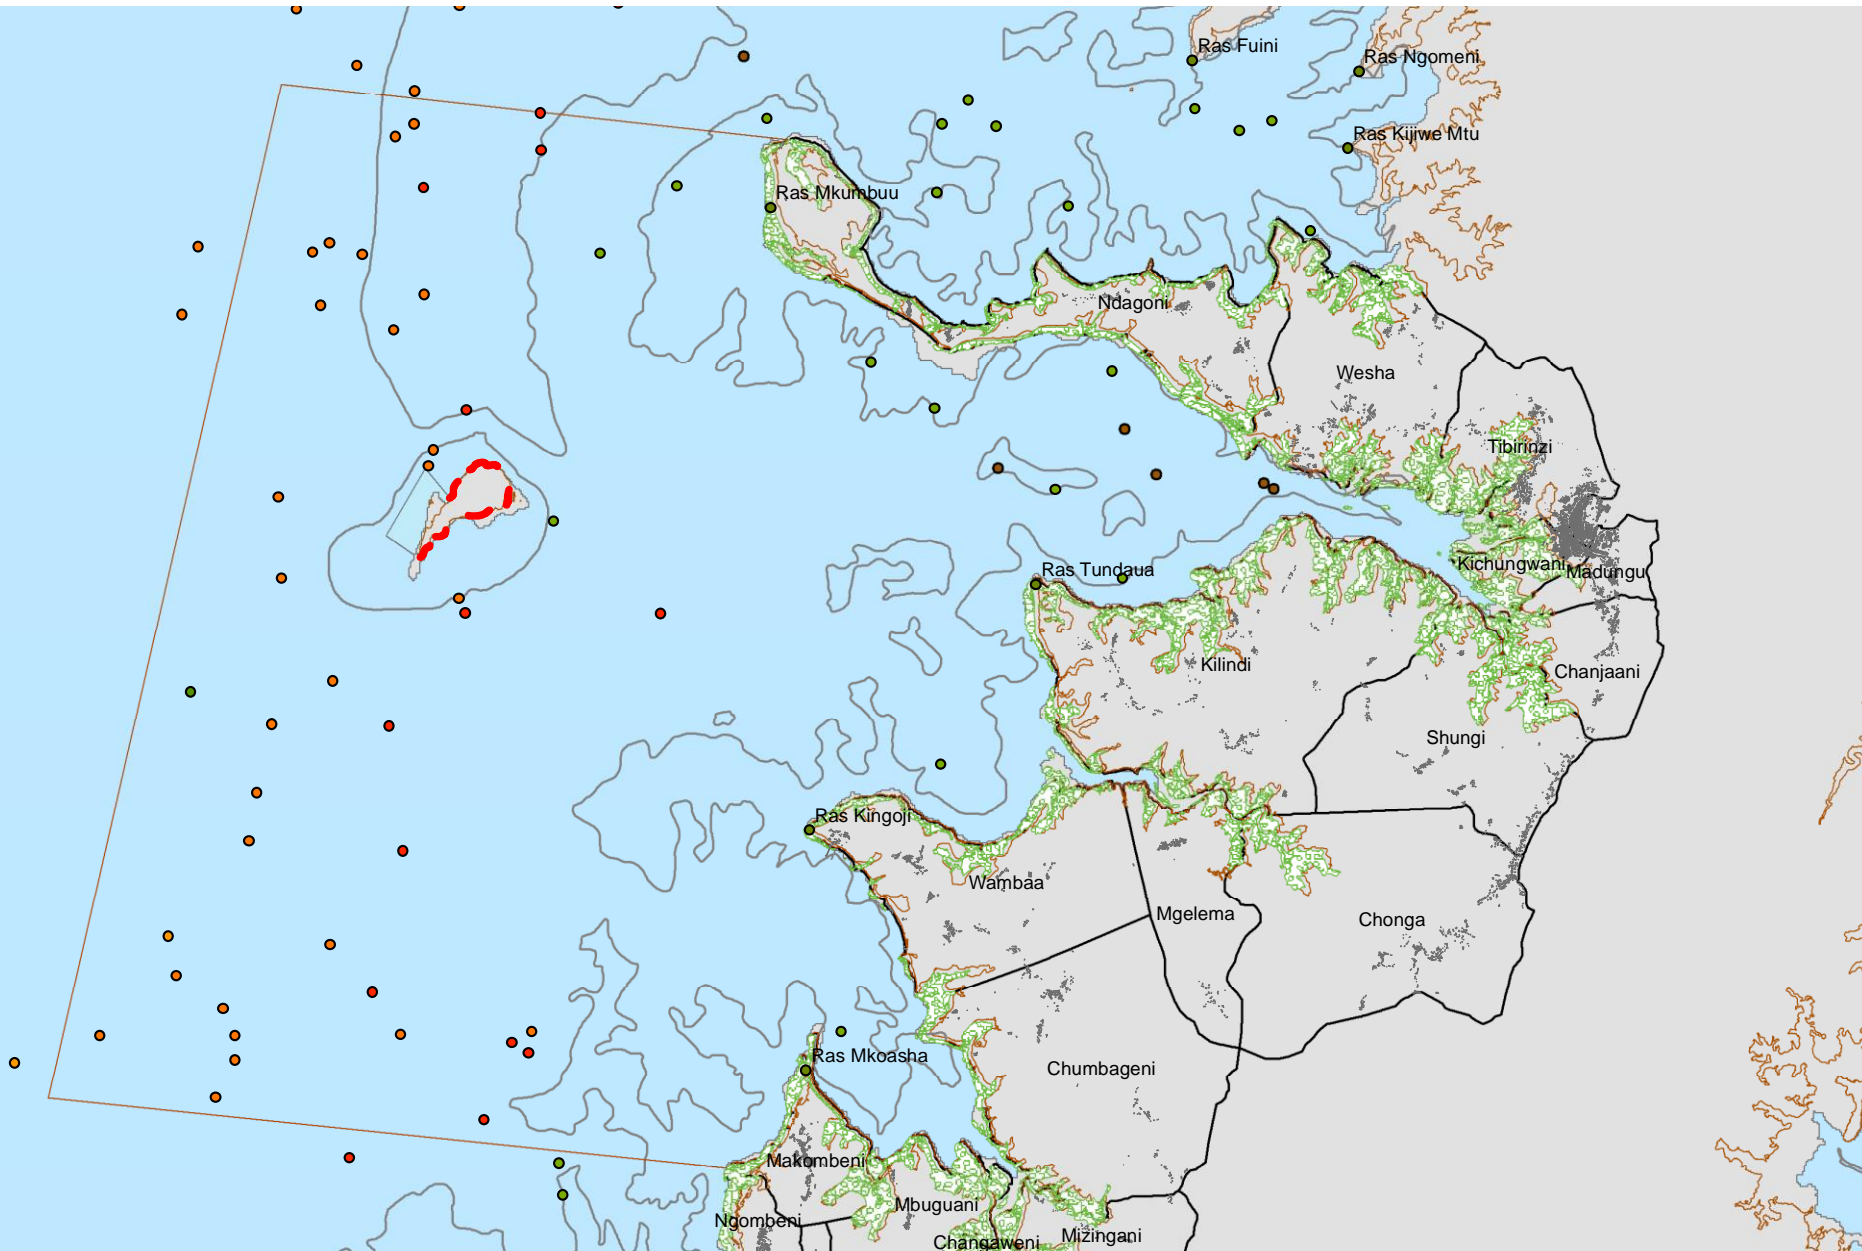 Ras Fuini
Ras Ngomeni
Ras Kijiwe Mtu
Ras Mkumbuu
Ndagoni
Wesha
Tibirinzi
Kichungwani
Madungu
Ras Tundaua
Kilindi
Chanjaani
Shungi
Ras Kingoji
Wambaa
Mgelema
Chonga
Ras Mkoasha
Chumbageni
Makombeni
Mbuguani
Ngombeni
Mizingani
Changaweni